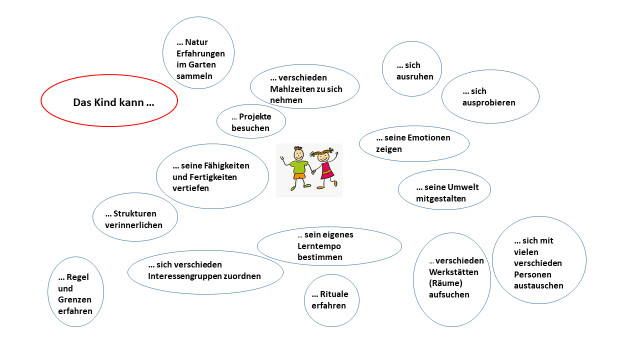 Das Kind kann ...
... Natur
Erfahrungen
im Garten
sammeln
... verschieden
Mahlzeiten zu sich
nehmen
... sich
ausruhen
... sich
ausprobieren
... Projekte
besuchen
... seine Emotionen
zeigen
... seine Fähigkeiten
und Fertigkeiten
vertiefen
... seine Umwelt
mitgestalten
... Strukturen
verinnerlichen
.. sein eigenes
Lerntempo
bestimmen
... sich mit
vielen
verschieden
Personen
austauschen
... sich verschieden
Interessengruppen zuordnen
... verschieden
Werkstätten
(Räume)
aufsuchen
... Regel
und
Grenzen
erfahren
... Rituale
erfahren